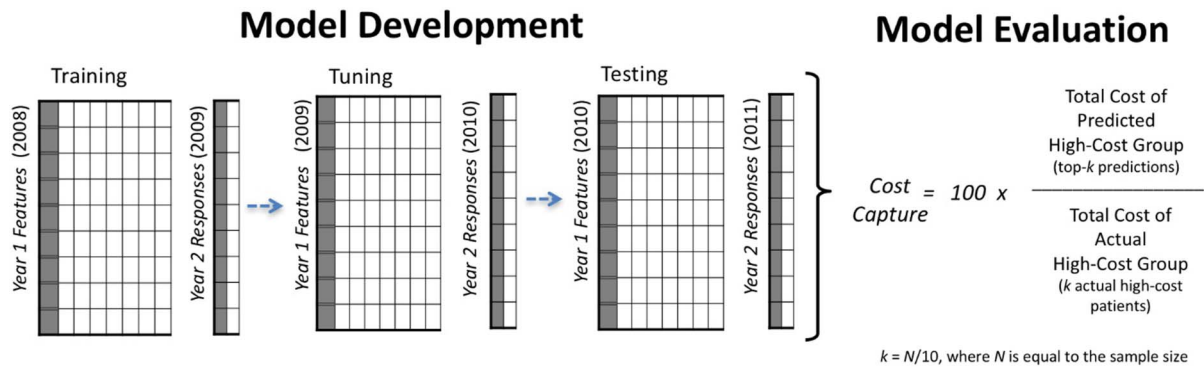 Model Development
Model Evaluation
Training
Year 1 Features (2008)
Year 2 Responses (2009)
Tuning
Year 1 Features (2009)
Year 2 Responses (2010)
Testing
Year 1 Features (2010)
Year 2 Responses (2011)
Cost
Capture
= 100 x
Total Cost of
Predicted
High-Cost Group
(top-k predictions)
Total Cost of
Actual
High-Cost Group
(k actual high-cost
patients)
k = N/10, where N is equal to the sample size